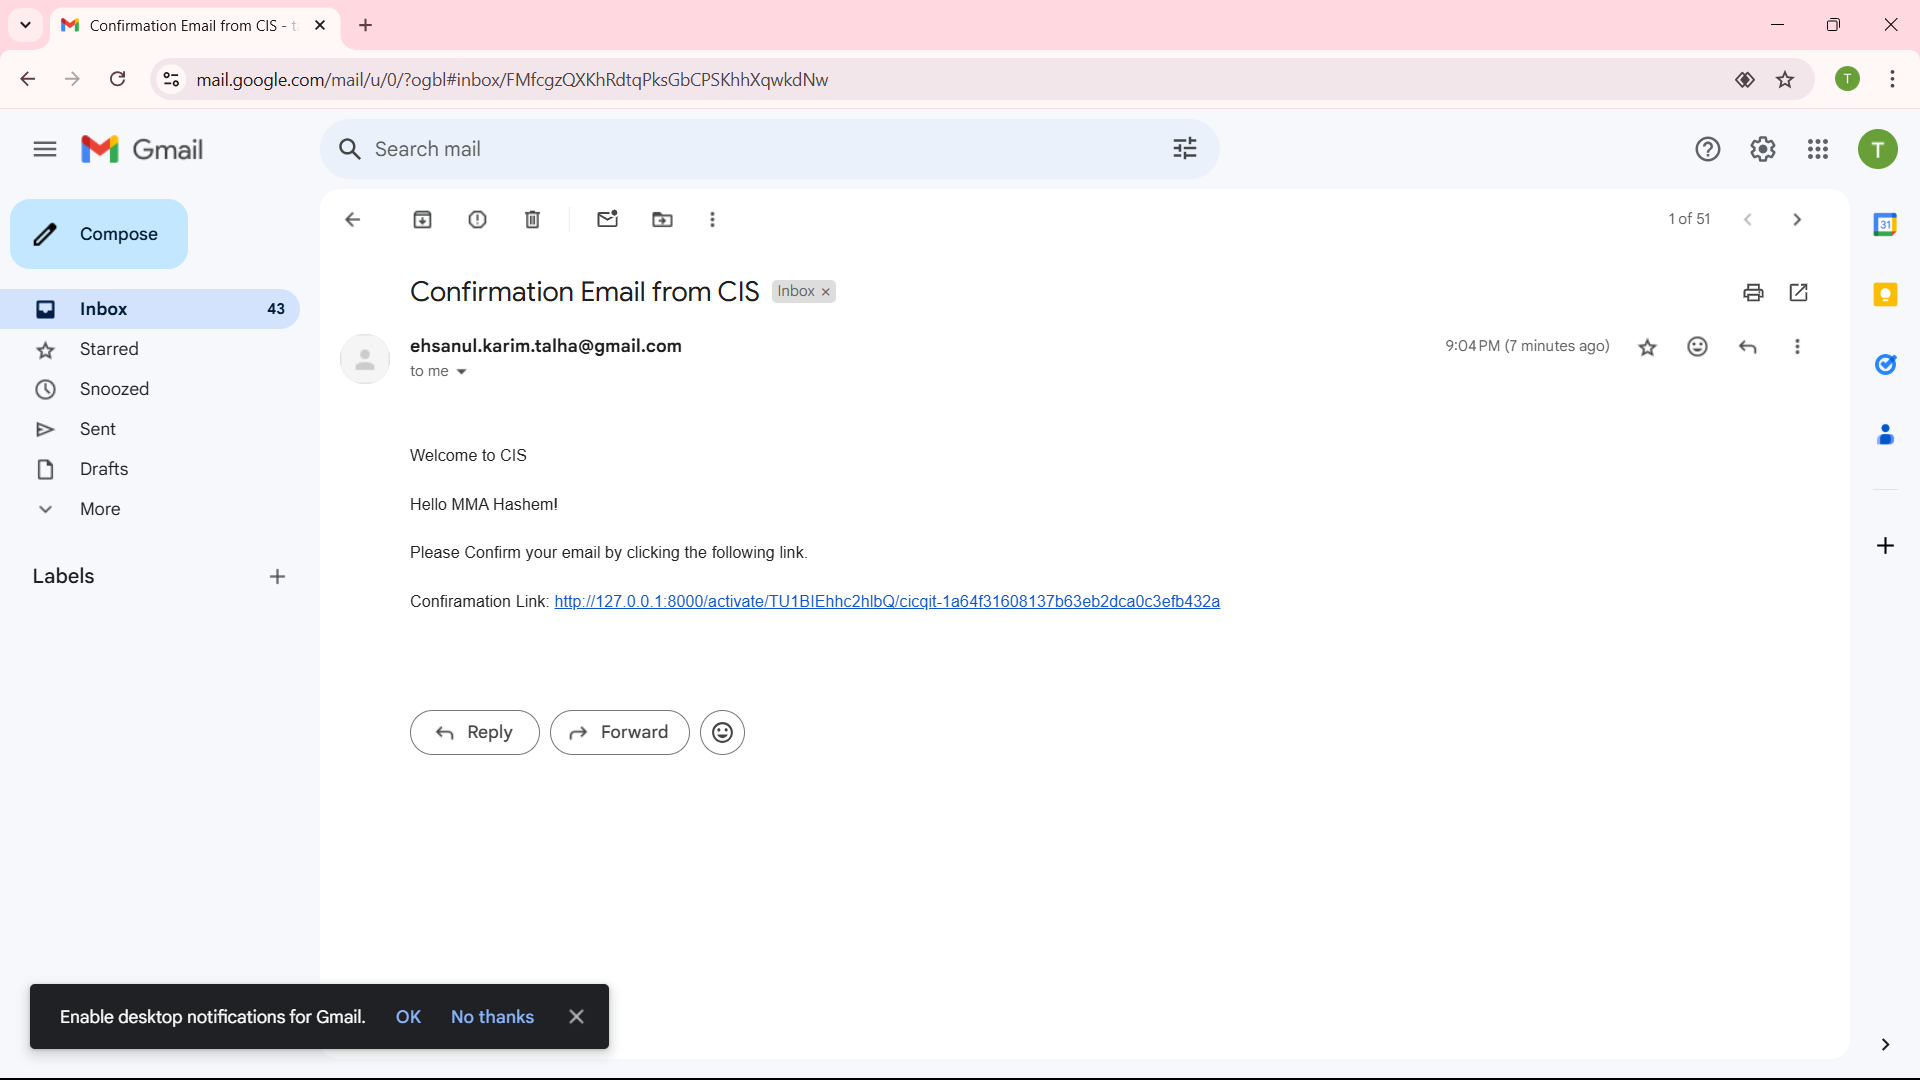 Confirmation Email from CIS - t
mail.google.com/mail/u/0/?ogbl#inbox/FMfcgzQXKhRdtqPksGbCPSKhhXqwkdNw
T
Gmail
Search mail
T
Compose
1 of 51
31
Inbox 43
Starred
Snoozed
Sent
Drafts
More
Labels
Confirmation Email from CIS Inbox
ehsanul.karim.talha@gmail.com
9:04 PM (7 minutes ago)
to me
Welcome to CIS
Hello MMA Hashem!
Please Confirm your email by clicking the following link.
Confiramation Link: http://127.0.0.1:8000/activate/TU1BIEhhc2hlbQ/cicqit-1a64f31608137b63eb2dca0c3efb432a
Reply
Forward
Enable desktop notifications for Gmail. OK No thanks